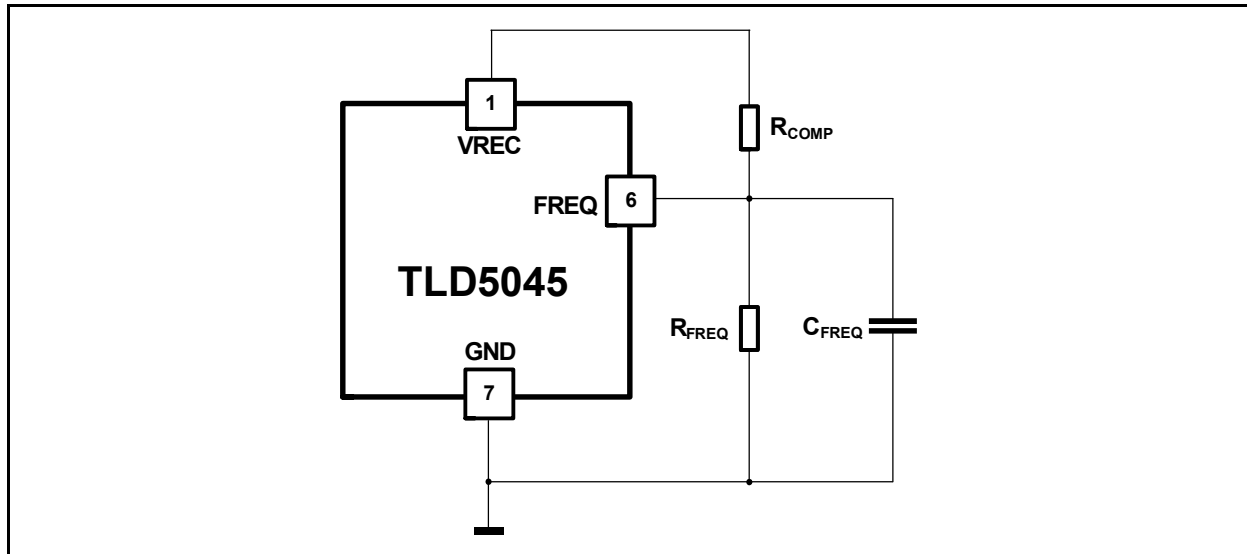 1
VREC
RCOMP
FREQ
6
TLD5045
RFREQ
CFREQ
GND
7